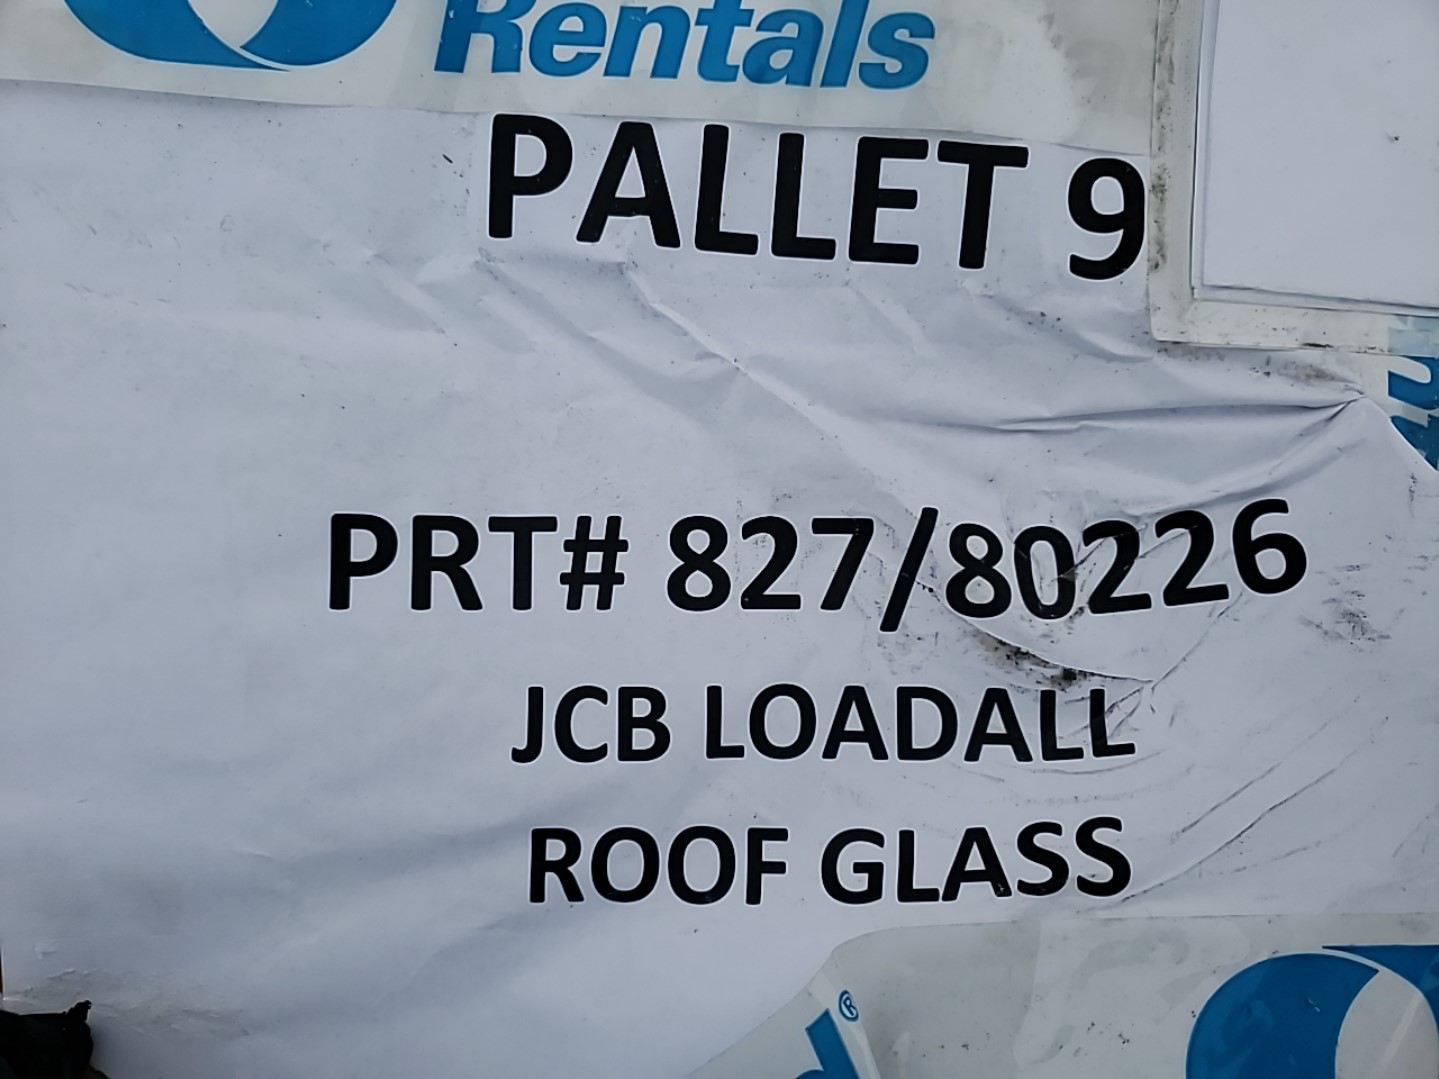 Rentals
PALLET 9
PRT# 827/80226
JCB LOADALL
ROOF GLASS
®